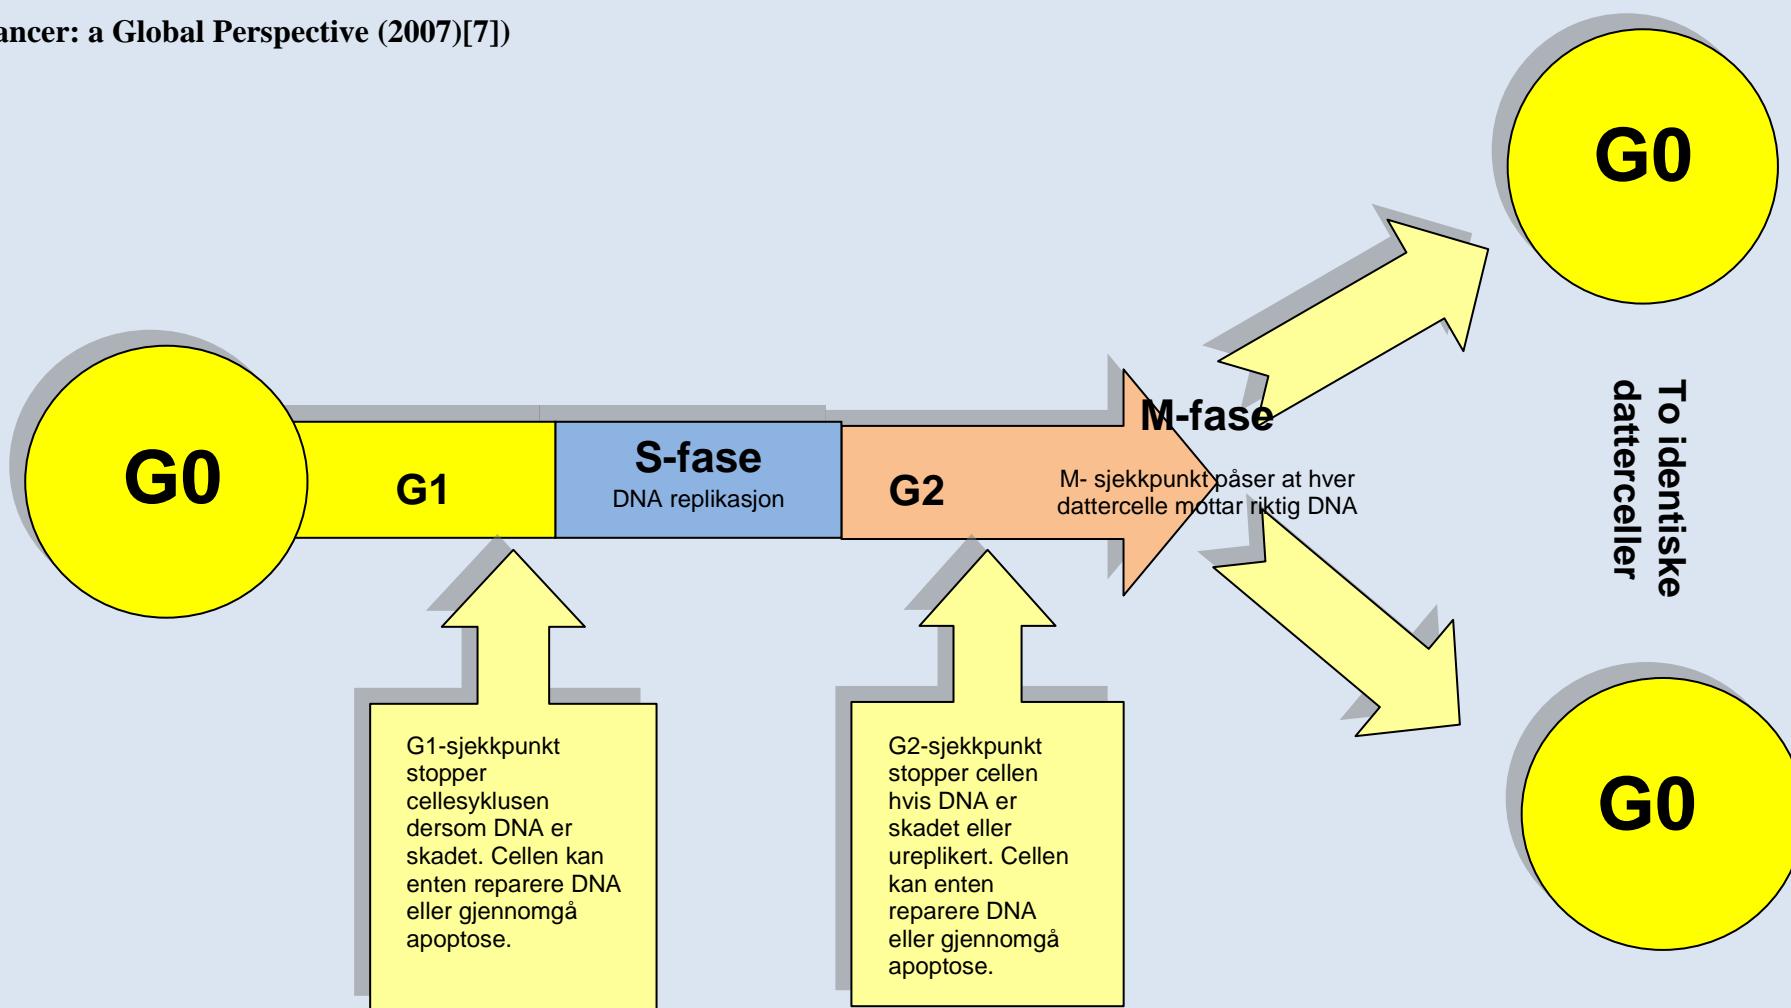 ancer: a Global Perspective (2007)[7])
G0
G0
G1
S-fase
DNA replikasjon
G2
M-fase
M- sjekkpunkt påser at hver
dattercelle mottar riktig DNA
To identiske
datterceller
G1-sjekkpunkt
stopper
cellesyklusen
dersom DNA er
skadet. Cellen kan
enten reparere DNA
eller gjennomgå
apoptose.
G2-sjekkpunkt
stopper cellen
hvis DNA er
skadet eller
ureplikert. Cellen
kan enten
reparere DNA
eller gjennomgå
apoptose.
G0